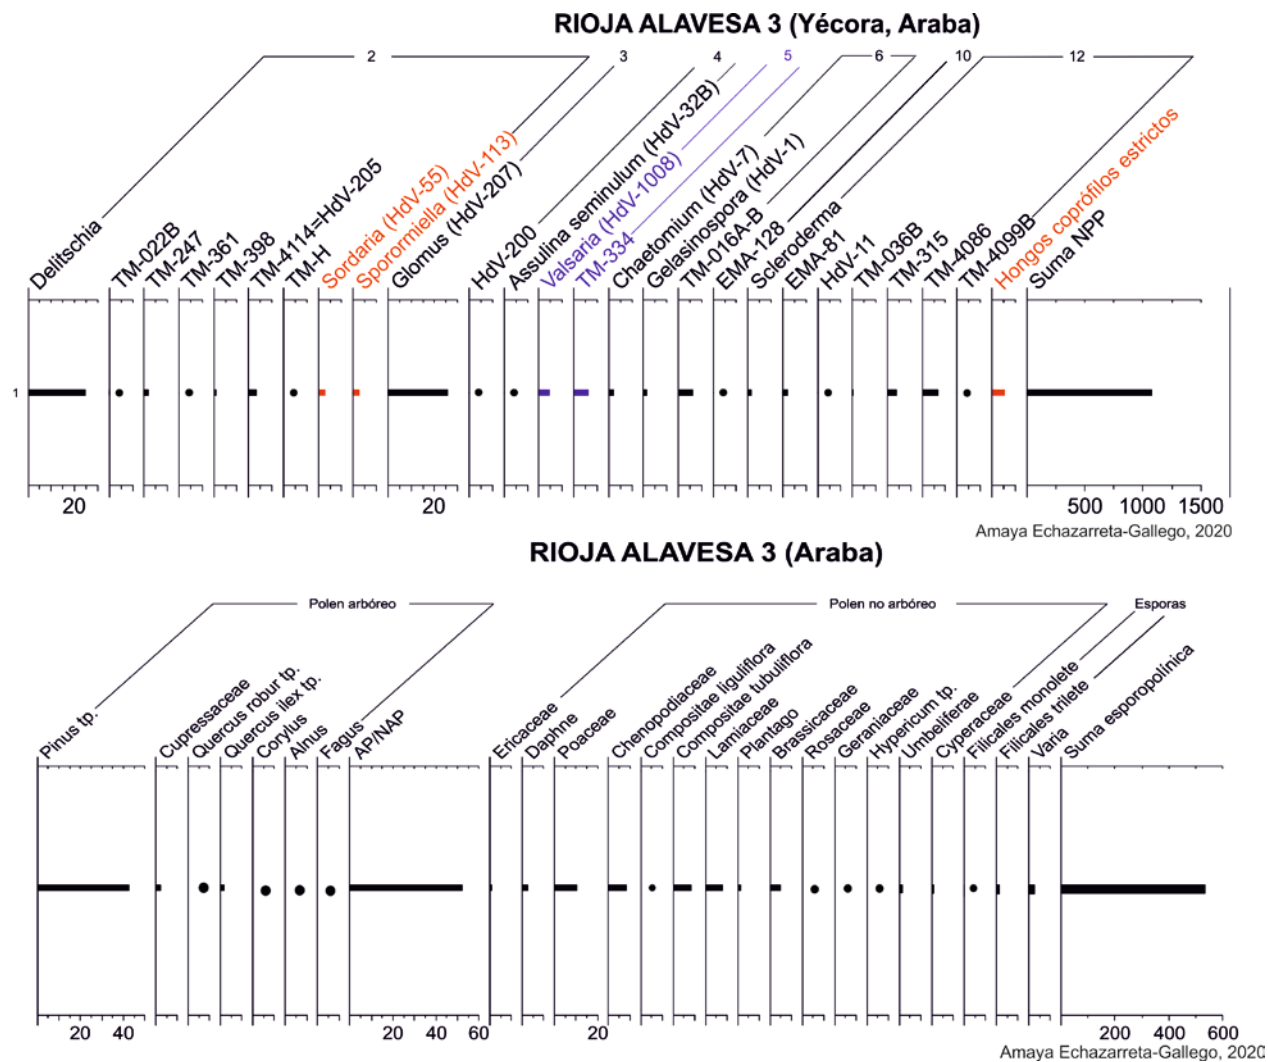 RIOJA ALAVESA 3 (Yécora, Araba)
2 3 4 5 6 10 12
Delitschia
TM-022B
TM-247
TM-361
TM-398
TM-4114=HdV-205
TM-H
Sordaria (HdV-55)
Sporormiella (HdV-113)
Glomus (HdV-207)
HdV-200
Assulina seminulum (HdV-32B)
Valsaria (HdV-1008)
TM-334
Chaetomium (HdV-7)
Gelasinospora (HdV-1)
TM-016A-B
EMA-128
Scleroderma
EMA-81
HdV-11
TM-036B
TM-315
TM-4086
TM-4099B
Hongos coprófilos estrictos
Suma NPP
1
20 20 500 1000 1500
Amaya Echazarreta-Gallego, 2020
RIOJA ALAVESA 3 (Araba)
Polen arbóreo Polen no arbóreo Esporas
Pinus tp.
Cupressaceae
Quercus robur tp.
Quercus ilex tp.
Corylus
Alnus
Fagus
AP/NAP
Ericaceae
Daphne
Poaceae
Chenopodiaceae
Compositae liguliflora
Compositae tubuliflora
Lamiaceae
Plantago
Brassicaceae
Rosaceae
Geraniaceae
Hypericum tp.
Umbeliferae
Cyperaceae
Filicales monolete
Filicales trilete
Varia
Suma esporopolínica
20 40 20 40 60 20 200 400 600
Amaya Echazarreta-Gallego, 2020